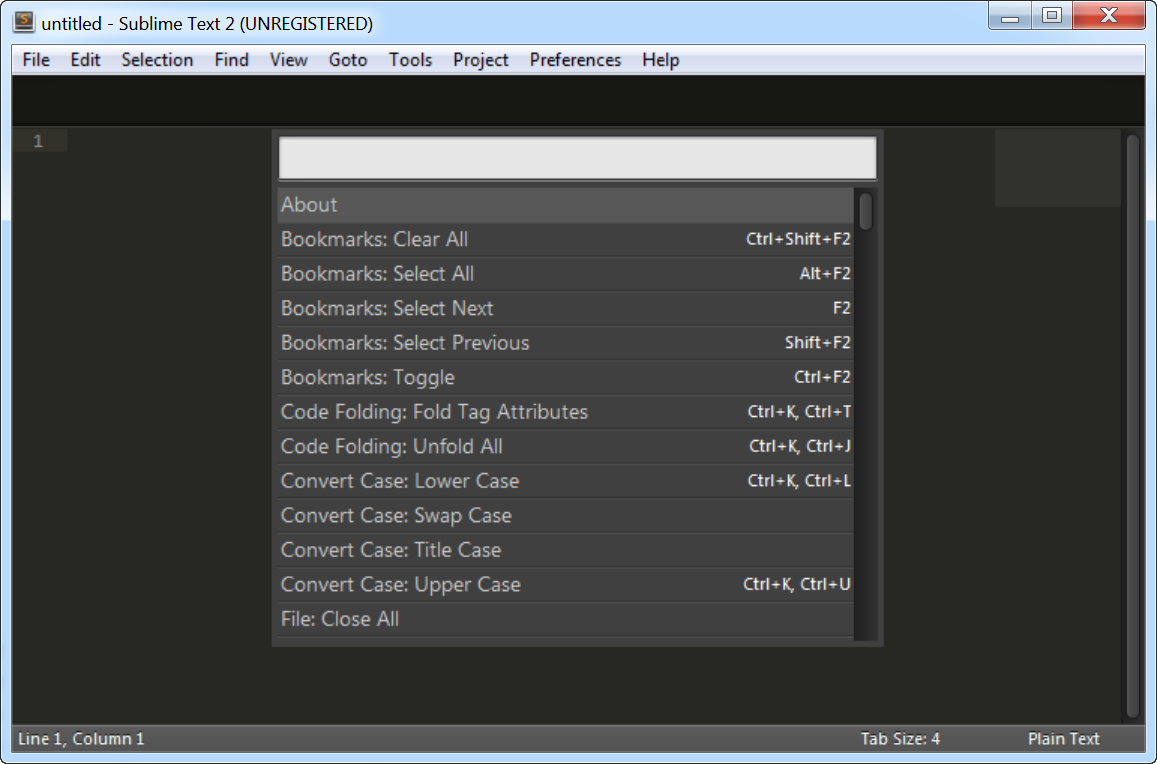 untitled - Sublime Text 2 (UNREGISTERED)
File Edit Selection Find View Goto Tools Project Preferences Help
1
About
Bookmarks: Clear All Ctrl+Shift+F2
Bookmarks: Select All Alt+F2
Bookmarks: Select Next F2
Bookmarks: Select Previous Shift+F2
Bookmarks: Toggle Ctrl+F2
Code Folding: Fold Tag Attributes Ctrl+K, Ctrl+T
Code Folding: Unfold All Ctrl+K, Ctrl+J
Convert Case: Lower Case Ctrl+K, Ctrl+L
Convert Case: Swap Case
Convert Case: Title Case
Convert Case: Upper Case Ctrl+K, Ctrl+U
File: Close All
Line 1, Column 1 Tab Size: 4 Plain Text